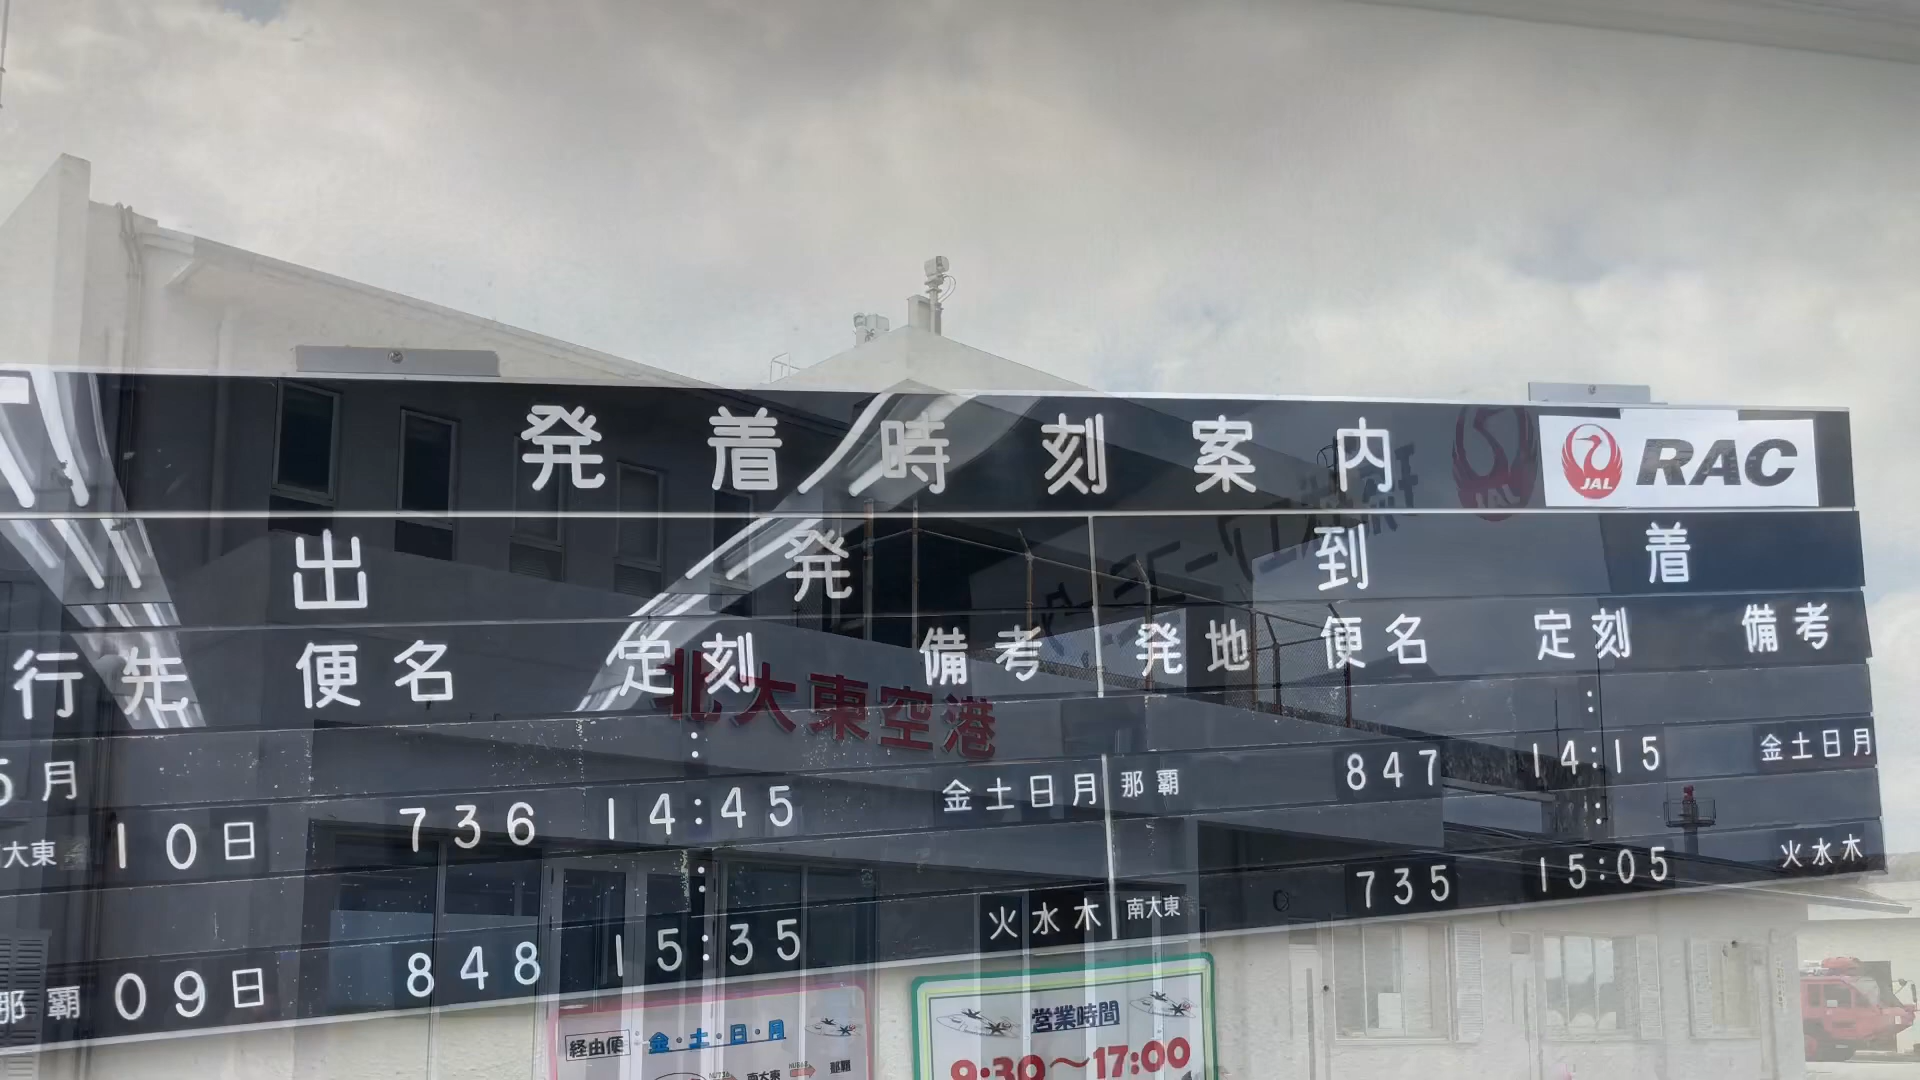 発着時刻案内 JAL RAC
出発 到着
行先 便名 定刻 備考 発地 便名 定刻 備考
: :
5月
大東 10日 736 14:45 金土日月 那覇 847 14:15 金土日月
: :
那覇 09日 848 15:35 火水木 南大東 735 15:05 火水木
北大東空港
JAL
経由便:金・土・日・月
南大東 那覇
営業時間
9:30～17:00